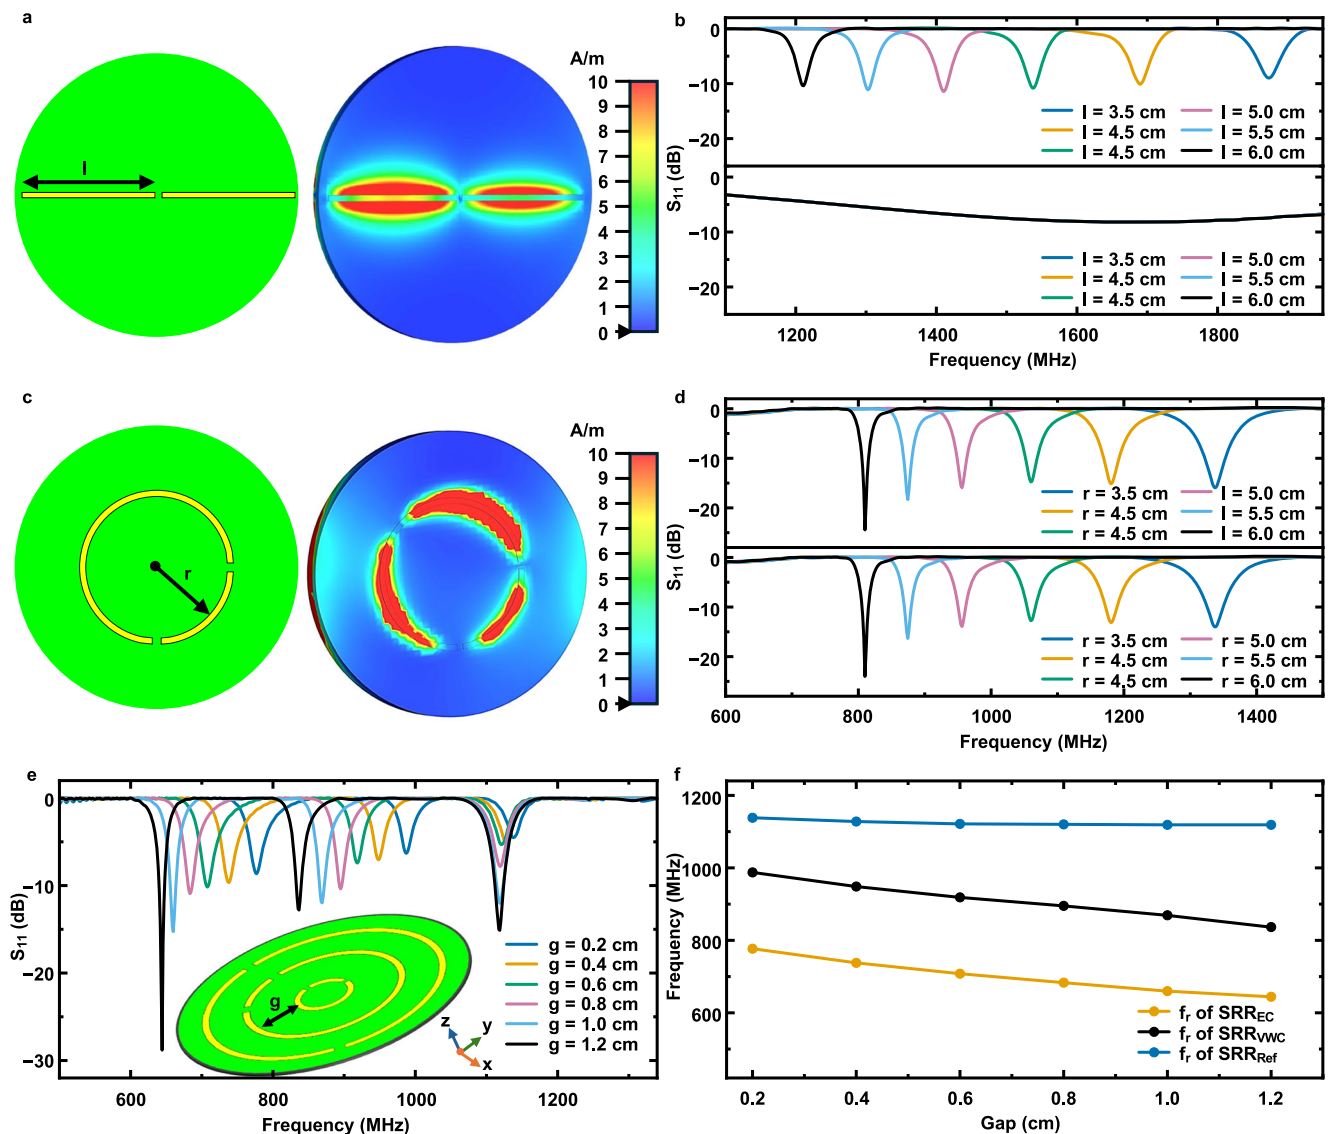 a
l
A/m
10
9
8
7
6
5
4
3
2
1
0
b
0
−10
−20
l = 3.5 cm
l = 5.0 cm
l = 4.5 cm
l = 5.5 cm
l = 4.5 cm
l = 6.0 cm
S11 (dB)
0
−10
−20
l = 3.5 cm
l = 5.0 cm
l = 4.5 cm
l = 5.5 cm
l = 4.5 cm
l = 6.0 cm
1200 1400 1600 1800
Frequency (MHz)
c
r
A/m
10
9
8
7
6
5
4
3
2
1
0
d
0
−10
−20
r = 3.5 cm
l = 5.0 cm
r = 4.5 cm
l = 5.5 cm
r = 4.5 cm
l = 6.0 cm
S11 (dB)
0
−10
−20
r = 3.5 cm
r = 5.0 cm
r = 4.5 cm
r = 5.5 cm
r = 4.5 cm
r = 6.0 cm
600 800 1000 1200 1400
Frequency (MHz)
e
0
−10
−20
−30
S11 (dB)
g
z
y
x
g = 0.2 cm
g = 0.4 cm
g = 0.6 cm
g = 0.8 cm
g = 1.0 cm
g = 1.2 cm
600 800 1000 1200
Frequency (MHz)
f
1200
1000
800
600
Frequency (MHz)
fr of SRREC
fr of SRRVWC
fr of SRRRef
0.2 0.4 0.6 0.8 1.0 1.2
Gap (cm)